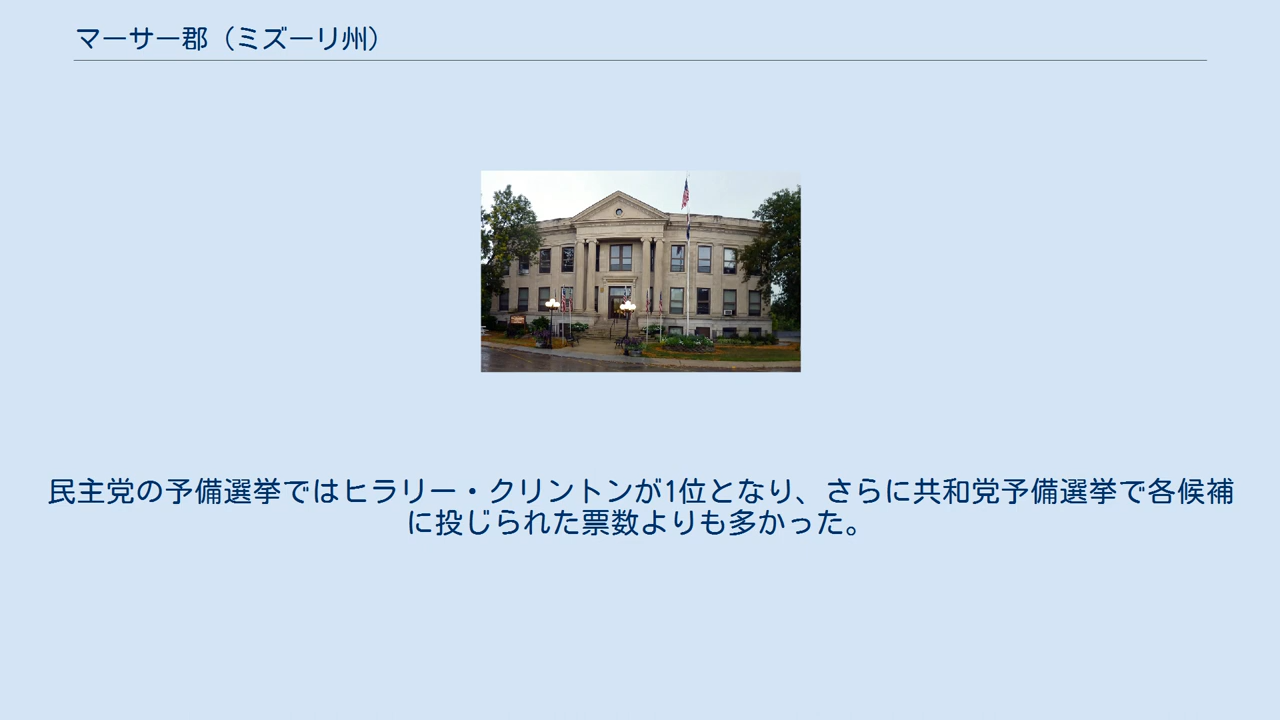 マーサー郡（ミズーリ州）
民主党の予備選挙ではヒラリー・クリントンが1位となり、さらに共和党予備選挙で各候補
に投じられた票数よりも多かった。